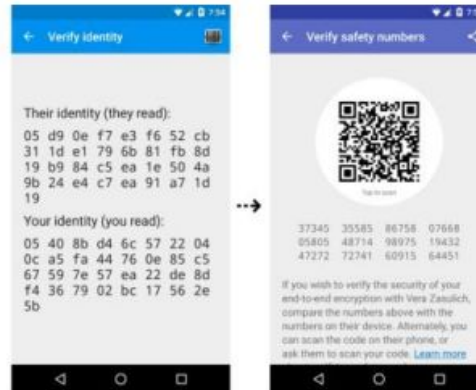 7:54
Verify identity
Their identity (they read):
05 d9 0e f7 e3 f6 52 cb
31 1d e1 79 6b 81 fb 8d
19 b9 84 c5 ea 1e 50 4a
9b 24 e4 c7 ea 91 a7 1d
19
Your identity (you read):
05 40 8b d4 6c 57 22 04
0c a5 fa 44 76 0e 85 c5
67 59 7e 57 ea 22 de 8d
f4 36 79 02 bc 17 56 2e
5b
Verify safety numbers
Tap to scan
37345 35585 86758 07668
05805 48714 98975 19432
47272 72741 60915 64451
If you wish to verify the security of your
end-to-end encryption with Vera Zasulich,
compare the numbers above with the
numbers on their device. Alternately, you
can scan the code on their phone, or
ask them to scan your code. Learn more